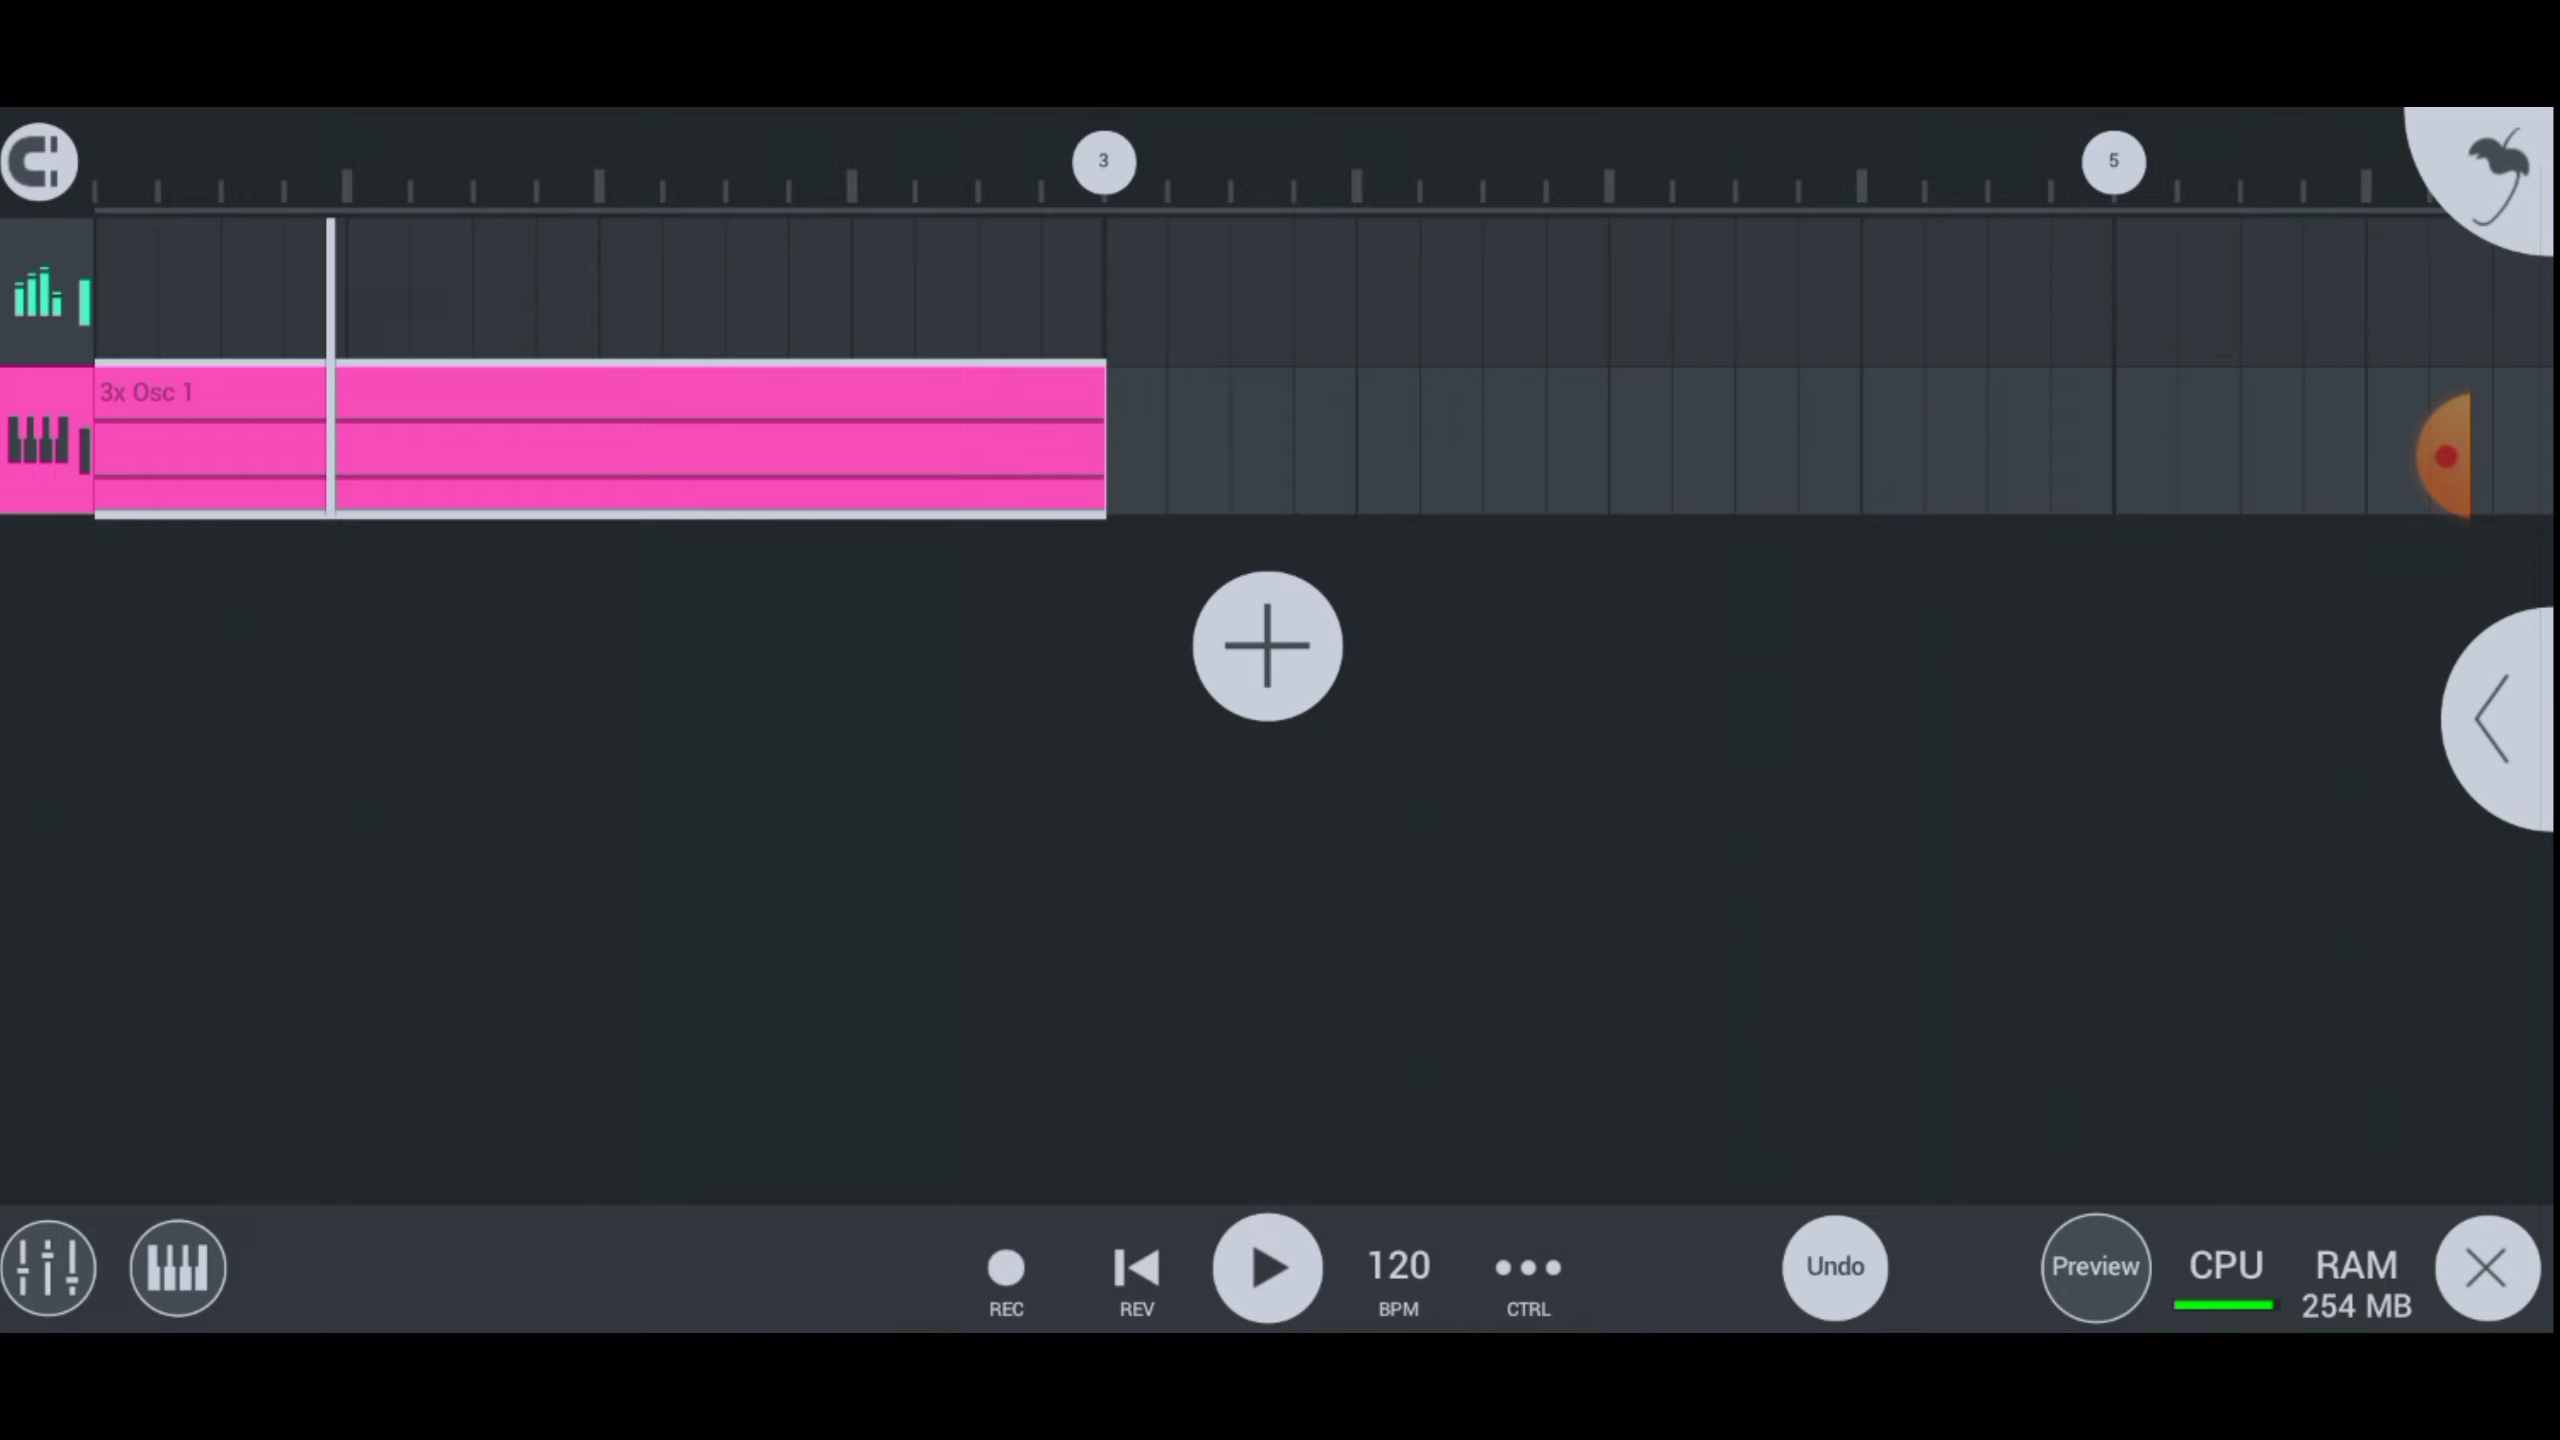 3
5
3x Osc 1
REC
REV
120
BPM
CTRL
Undo
Preview
CPU
RAM
254 MB